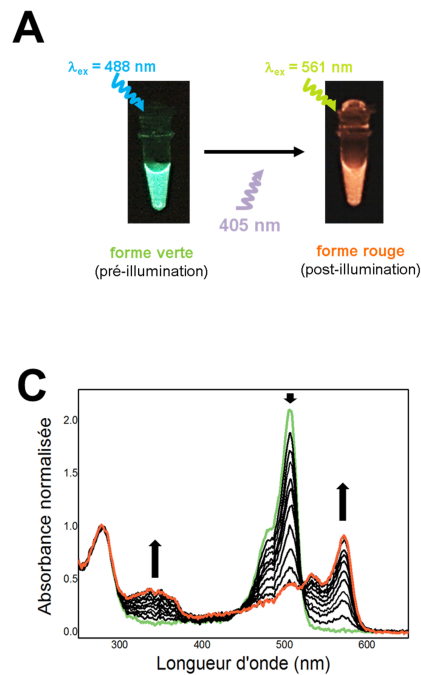 A
λex = 488 nm
λex = 561 nm
405 nm
forme verte
(pré-illumination)
forme rouge
(post-illumination)
C
Absorbance normalisée
2.0
1.5
1.0
0.5
0.0
300
400
500
600
Longueur d'onde (nm)